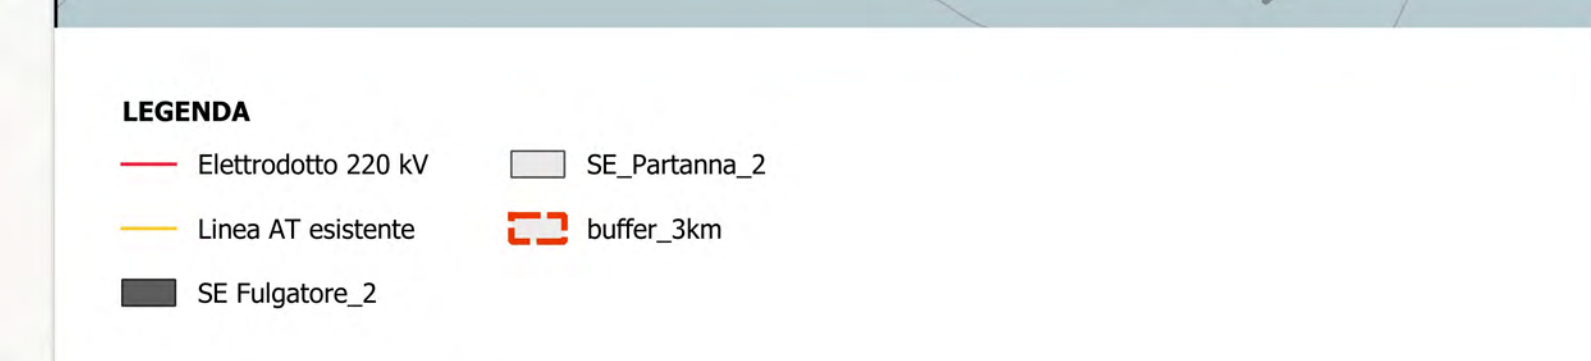 LEGENDA
Elettrodotto 220 kV
Linea AT esistente
SE Fulgatore_2
SE_Partanna_2
buffer_3km